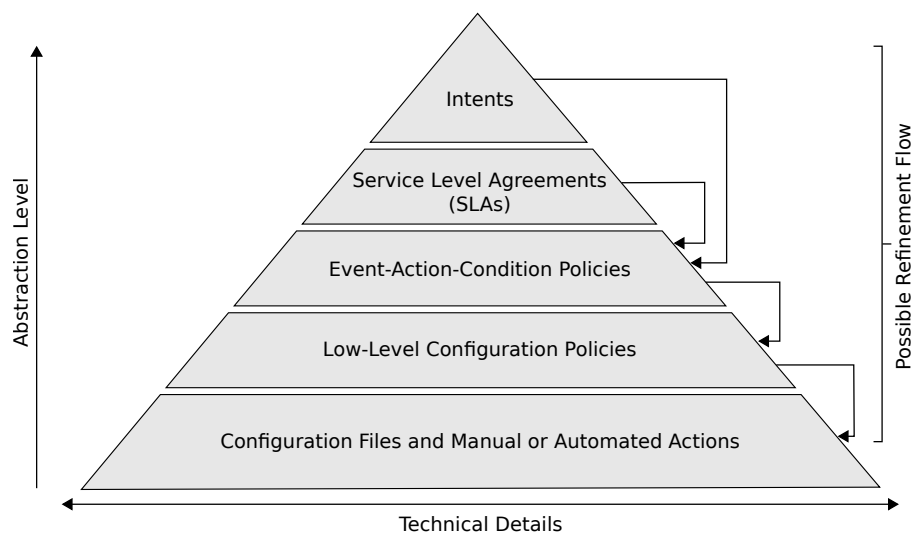 Intents
Service Level Agreements
(SLAs)
Event-Action-Condition Policies
Low-Level Configuration Policies
Configuration Files and Manual or Automated Actions
Abstraction Level
Possible Refinement Flow
Technical Details